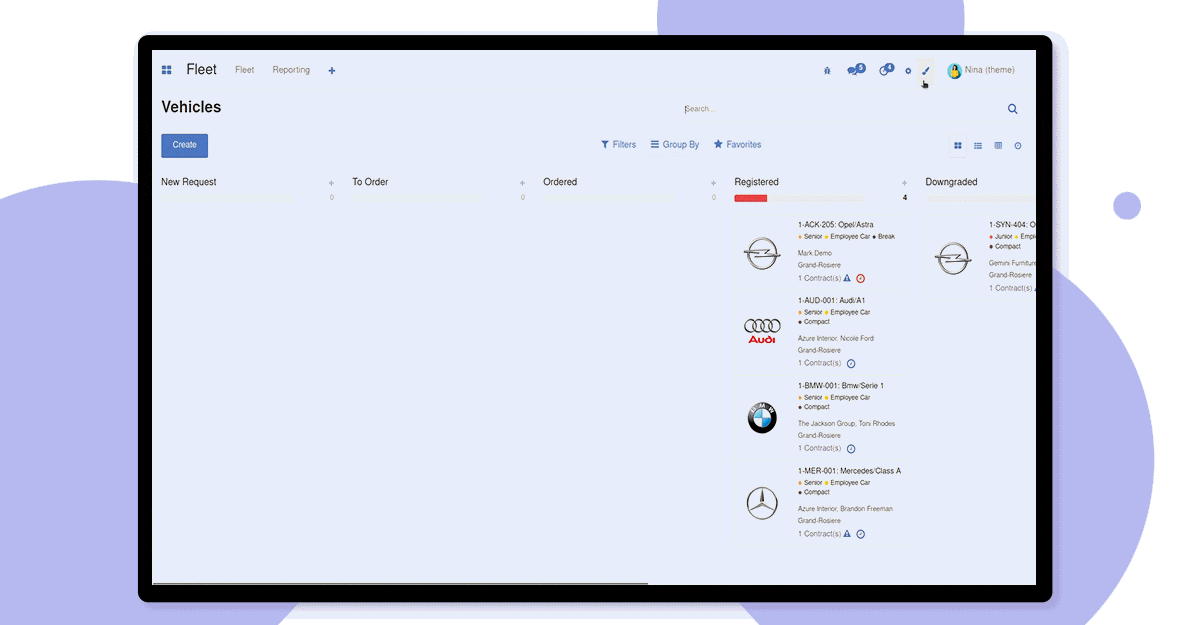 Fleet Fleet Reporting + 5 4 Nina (theme)
Vehicles Search...
Create Filters Group By Favorites
New Request + To Order + Ordered + Registered + Downgraded
0 0 0 4
1-ACK-205: Opel/Astra
Senior Employee Car Break
Mark Demo
Grand-Rosiere
1 Contract(s)
1-AUD-001: Audi/A1
Senior Employee Car
Compact
Azure Interior, Nicole Ford
Grand-Rosiere
1 Contract(s)
Audi
1-BMW-001: Bmw/Serie 1
Senior Employee Car
Compact
The Jackson Group, Toni Rhodes
Grand-Rosiere
1 Contract(s)
BMW
1-MER-001: Mercedes/Class A
Senior Employee Car
Compact
Azure Interior, Brandon Freeman
Grand-Rosiere
1 Contract(s)
1-SYN-404: O
Junior Empl
Compact
Gemini Furniture
Grand-Rosiere
1 Contract(s)